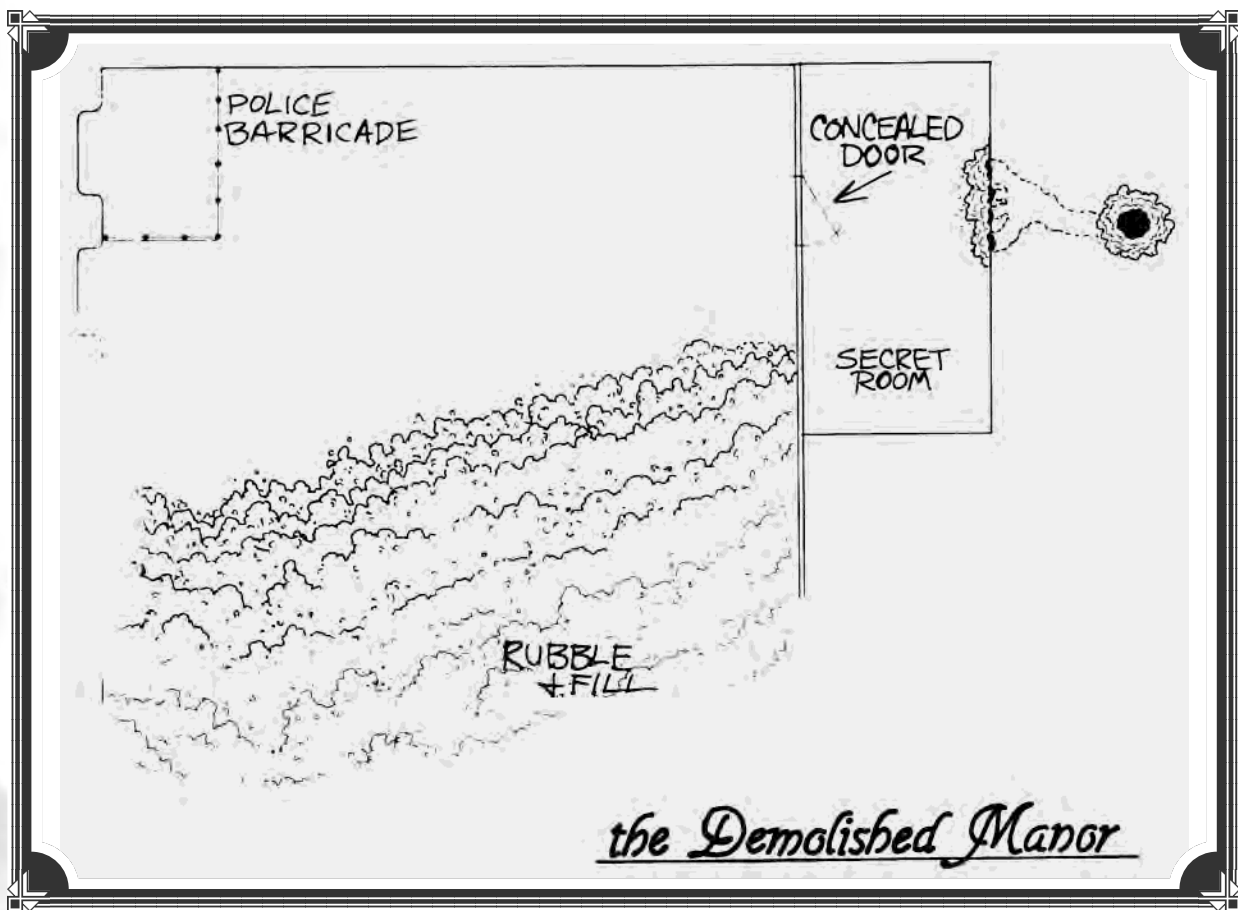 POLICE
BARRICADE
CONCEALED
DOOR
SECRET
ROOM
RUBBLE
+ FILL
the Demolished Manor